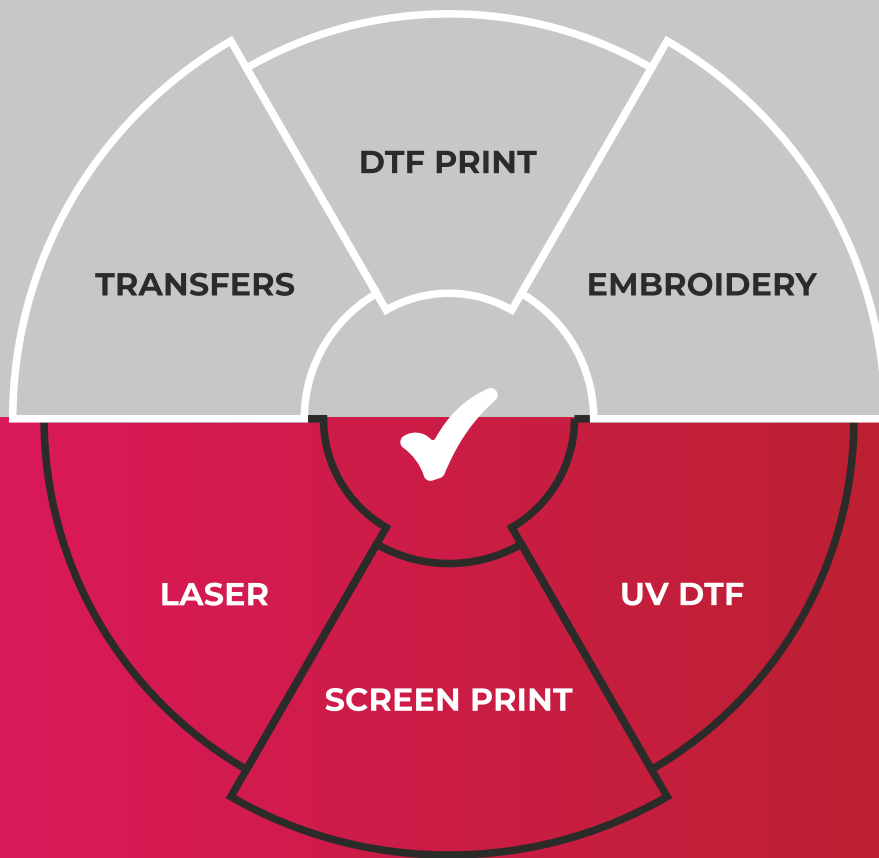 DTF PRINT
TRANSFERS
EMBROIDERY
LASER
UV DTF
SCREEN PRINT